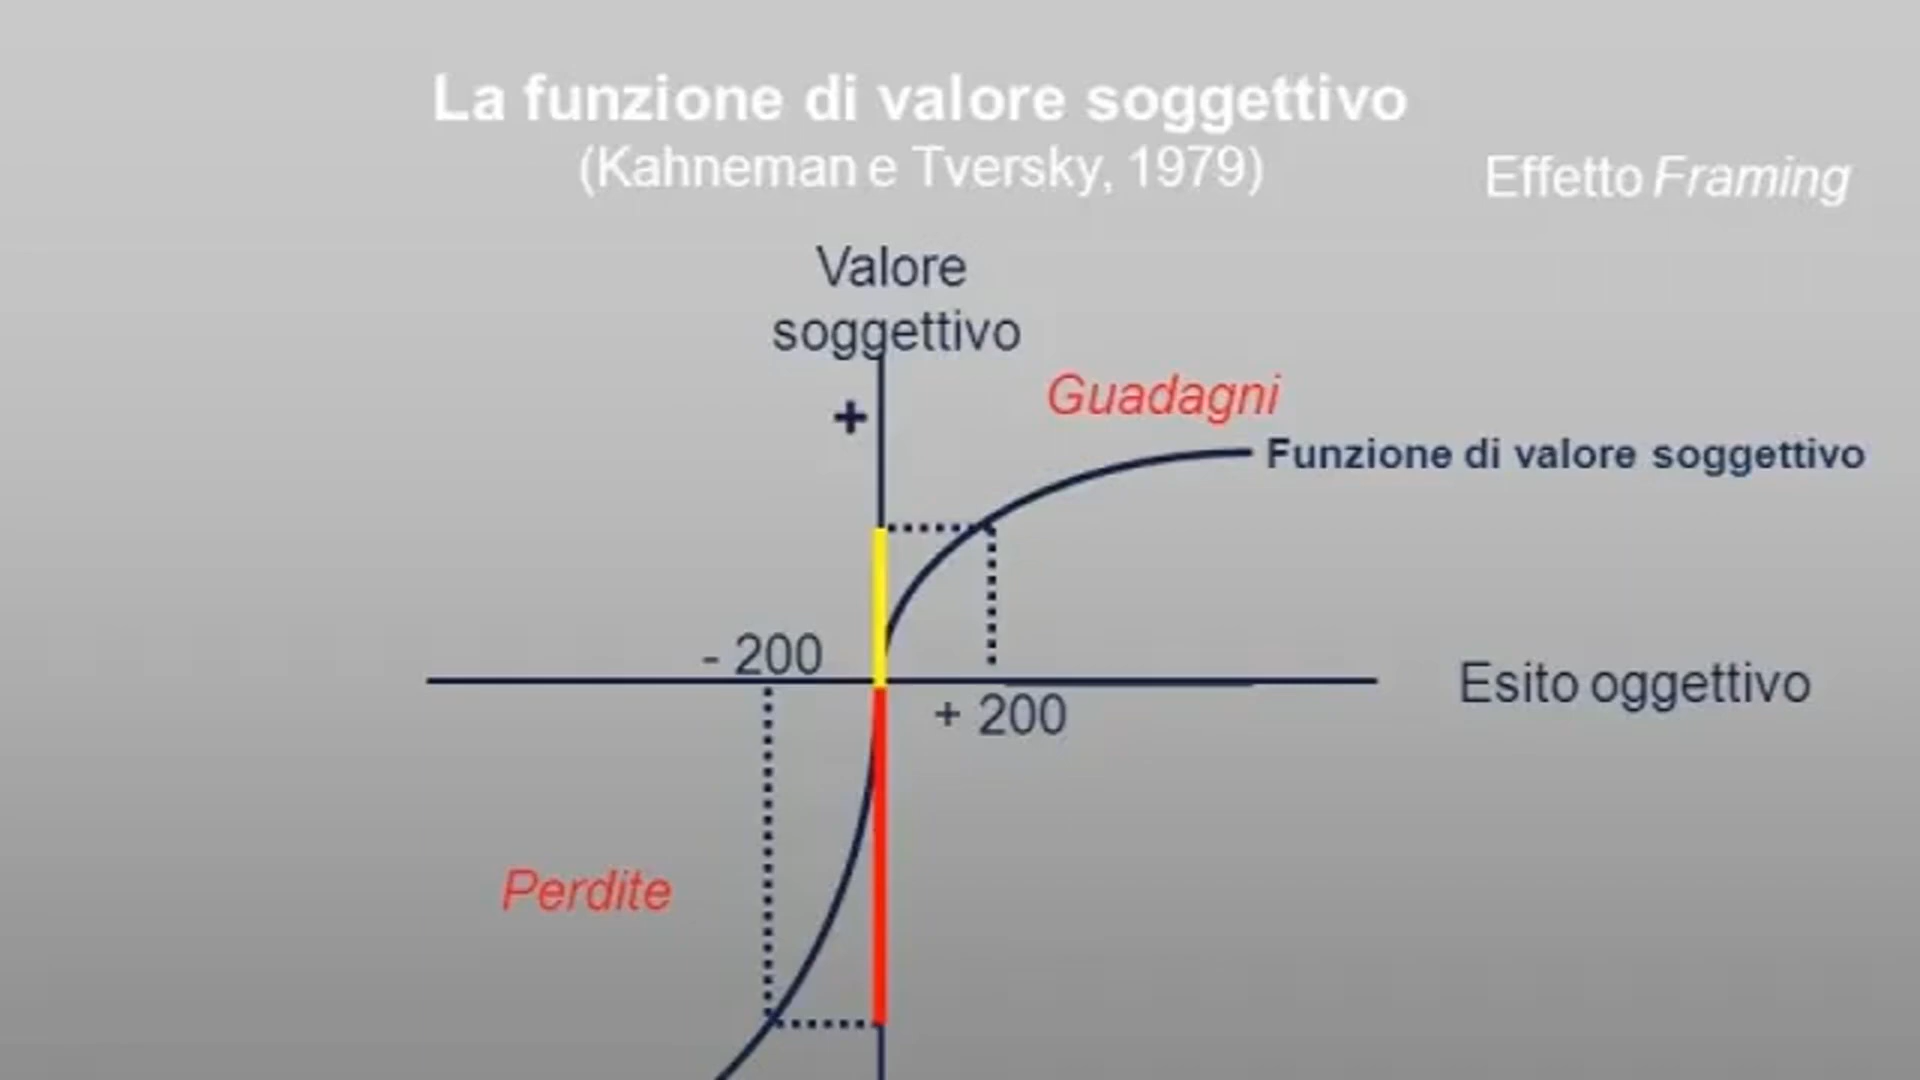 La funzione di valore soggettivo
(Kahneman e Tversky, 1979)
Effetto Framing
Valore
soggettivo
+
Guadagni
Funzione di valore soggettivo
- 200
Esito oggettivo
+ 200
Perdite